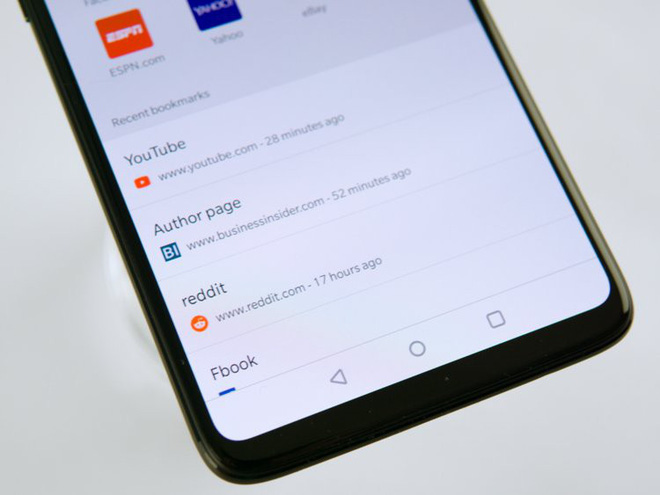 Faceb
ESPN
YAHOO!
ESPN.com
Yahoo
eBay
Recent bookmarks
YouTube
www.youtube.com - 28 minutes ago
Author page
BI www.businessinsider.com - 52 minutes ago
reddit
www.reddit.com - 17 hours ago
Fbook